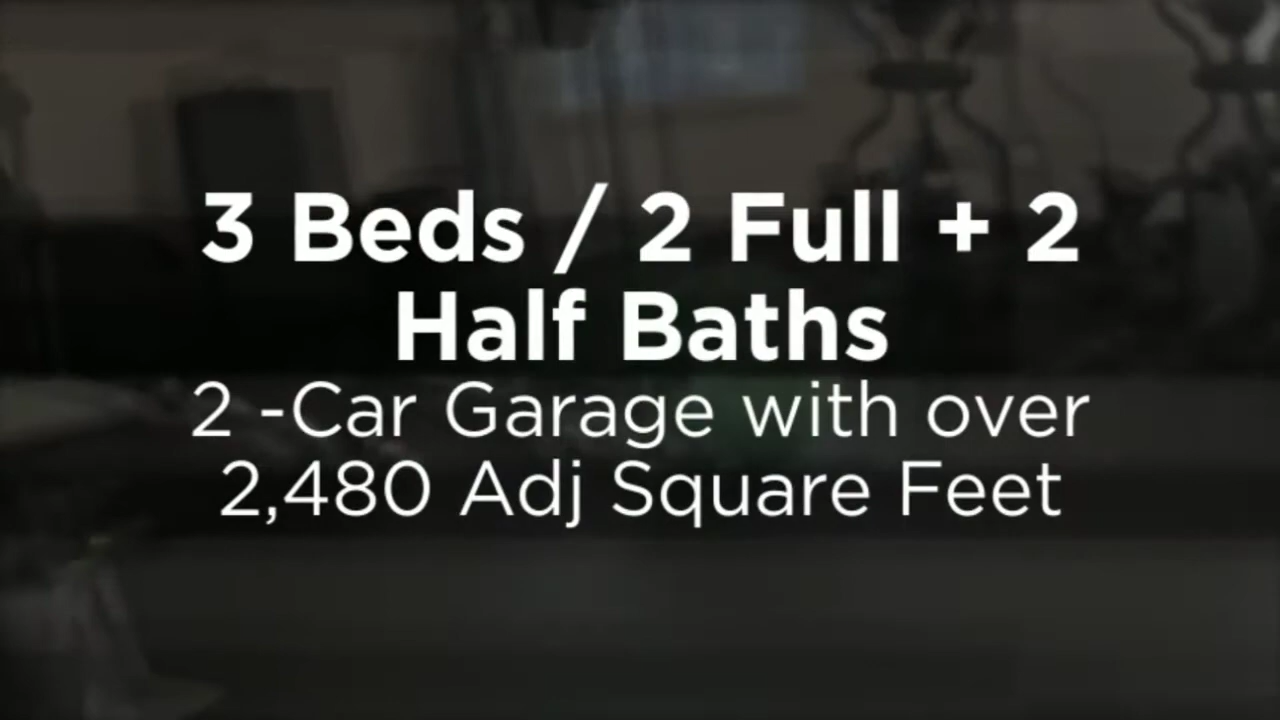 3 Beds / 2 Full + 2
Half Baths
2 -Car Garage with over
2,480 Adj Square Feet